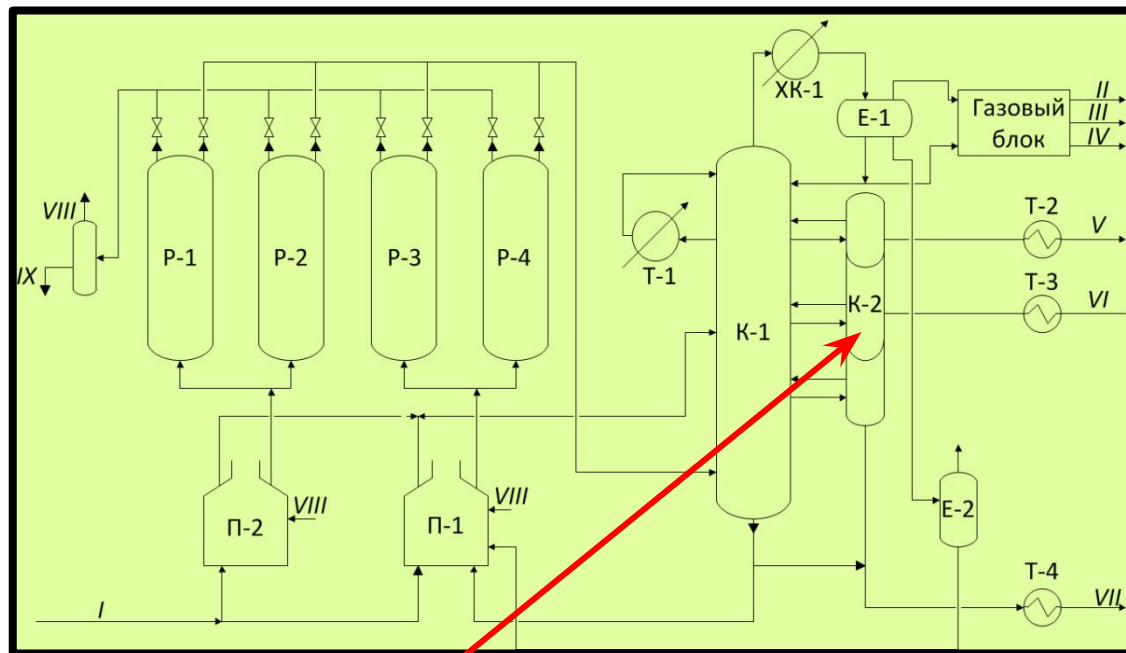 ХК-1
Е-1
Газовый
блок
II
III
IV
VIII
IX
Р-1
Р-2
Р-3
Р-4
Т-1
К-1
К-2
Т-2
V
Т-3
VI
П-2
VIII
П-1
VIII
Е-2
I
Т-4
VII